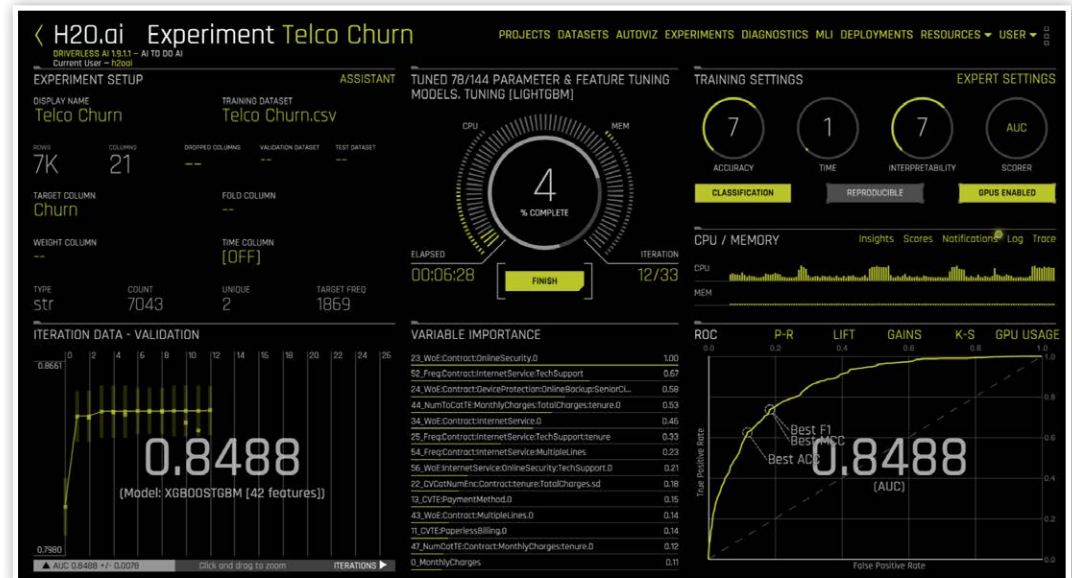 H2O.ai Experiment Telco Churn
DRIVERLESS AI 1.9.1.1 – AI TO DO AI
Current User – h2oai
PROJECTS DATASETS AUTOVIZ EXPERIMENTS DIAGNOSTICS MLI DEPLOYMENTS RESOURCES USER
EXPERIMENT SETUP ASSISTANT
DISPLAY NAME TRAINING DATASET
Telco Churn Telco Churn.csv
ROWS COLUMNS DROPPED COLUMNS VALIDATION DATASET TEST DATASET
7K 21 -- -- --
TARGET COLUMN FOLD COLUMN
Churn --
WEIGHT COLUMN TIME COLUMN
-- [OFF]
TYPE COUNT UNIQUE TARGET FREQ
str 7043 2 1869
TUNED 78/144 PARAMETER & FEATURE TUNING
MODELS. TUNING [LIGHTGBM]
CPU MEM
4
% COMPLETE
ELAPSED ITERATION
00:06:28 12/33
FINISH
TRAINING SETTINGS EXPERT SETTINGS
7 1 7 AUC
ACCURACY TIME INTERPRETABILITY SCORER
CLASSIFICATION REPRODUCIBLE GPUS ENABLED
CPU / MEMORY Insights Scores Notifications Log Trace
CPU
MEM
ITERATION DATA - VALIDATION
0 2 4 6 8 10 12 14 16 18 20 22 24 26
0.8661
0.8488
(Model: XGBOOSTGBM [42 features])
0.7980
AUC 0.8488 +/- 0.0078 Click and drag to zoom ITERATIONS
VARIABLE IMPORTANCE
23_WoE:Contract:OnlineSecurity.0 1.00
52_Freq:Contract:InternetService:TechSupport 0.67
24_WoE:Contract:DeviceProtection:OnlineBackup:SeniorCi... 0.58
44_NumToCatTE:MonthlyCharges:TotalCharges:tenure.0 0.53
34_WoE:Contract:InternetService.0 0.46
25_Freq:Contract:InternetService:TechSupport:tenure 0.33
54_Freq:Contract:InternetService:MultipleLines 0.23
56_WoE:InternetService:OnlineSecurity:TechSupport.0 0.21
22_CVCatNumEnc:Contract:tenure:TotalCharges.sd 0.18
13_CVTE:PaymentMethod.0 0.15
43_WoE:Contract:MultipleLines.0 0.14
11_CVTE:PaperlessBilling.0 0.14
47_NumCatTE:Contract:MonthlyCharges:tenure.0 0.12
0_MonthlyCharges 0.11
ROC P-R LIFT GAINS K-S GPU USAGE
0.0 0.2 0.4 0.6 0.8 1.0
1.0
0.8
Best F1
Best MCC
0.6
Best ACC
0.8488
(AUC)
0.4
0.2
0.0
True Positive Rate
False Positive Rate